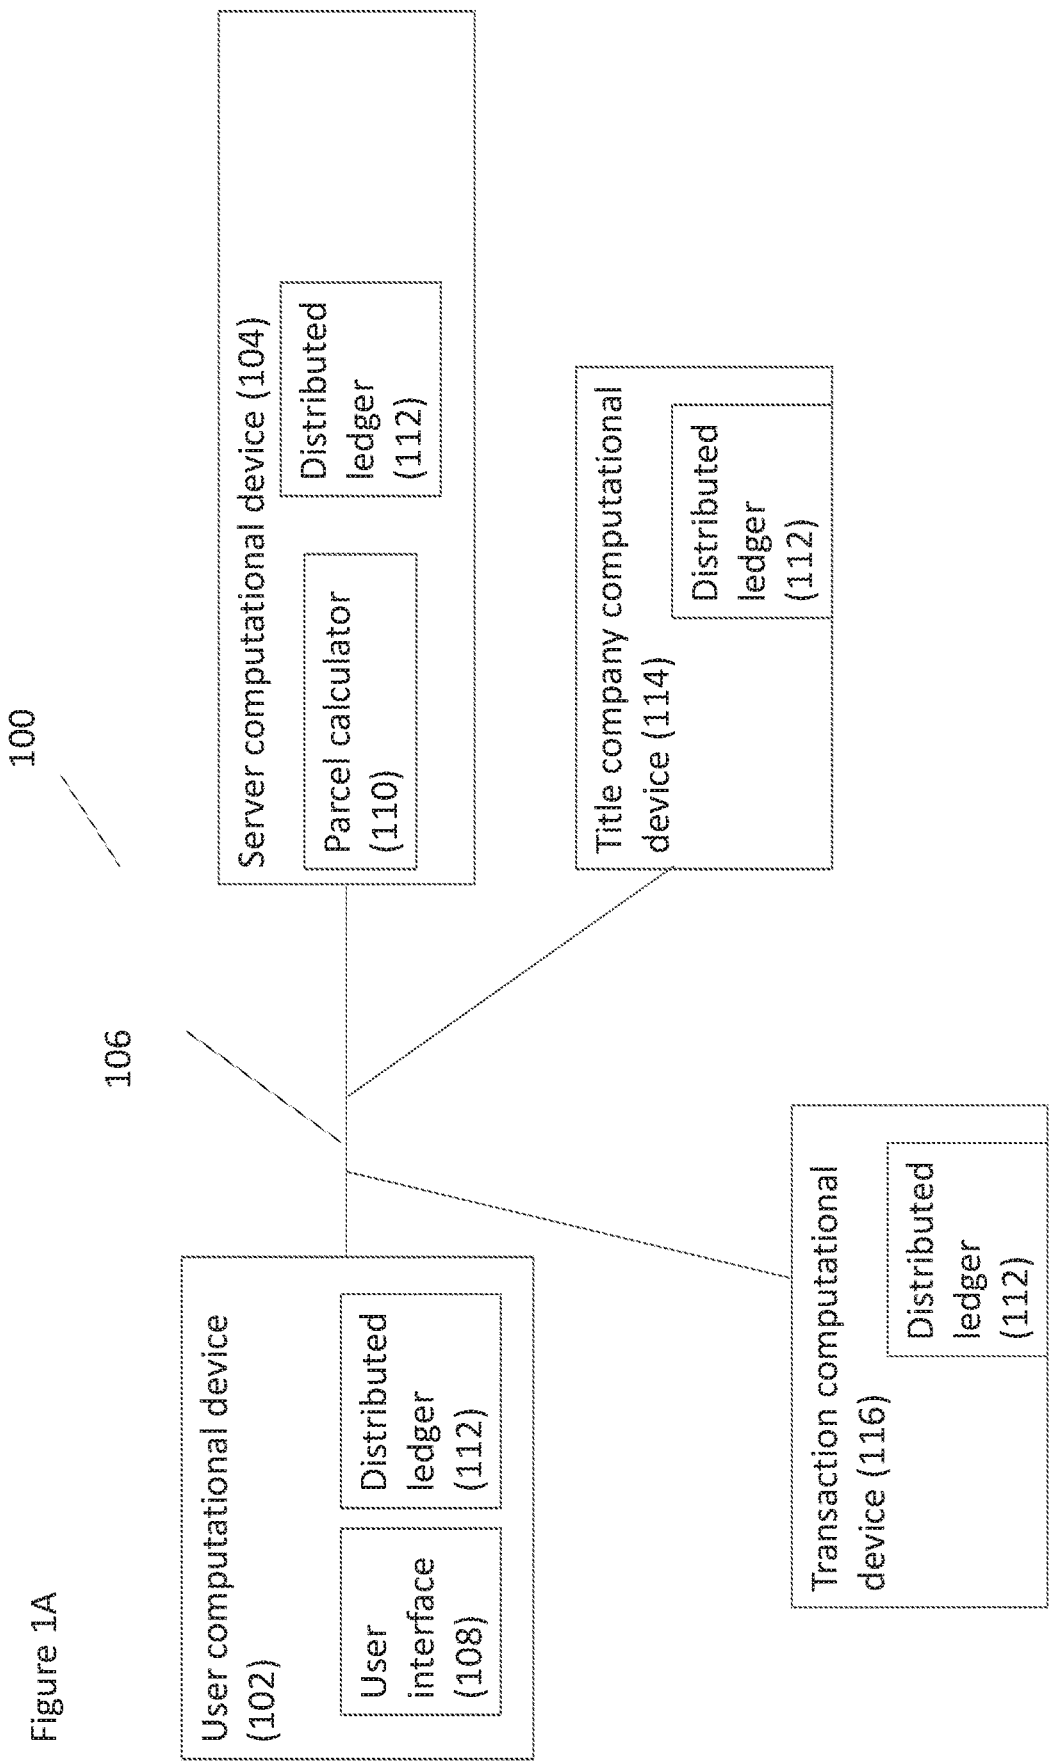 Figure 1A
100
106
User computational device
(102)
User
interface
(108)
Distributed
ledger
(112)
Server computational device (104)
Parcel calculator
(110)
Distributed
ledger
(112)
Title company computational
device (114)
Distributed
ledger
(112)
Transaction computational
device (116)
Distributed
ledger
(112)